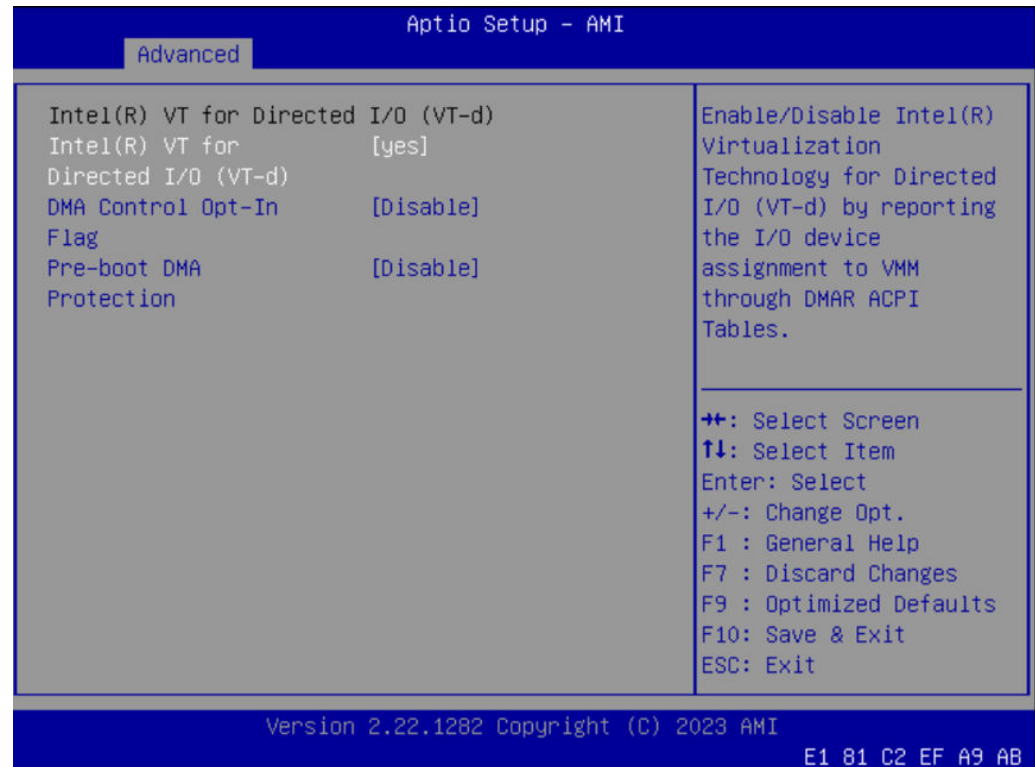 Aptio Setup - AMI
Advanced
Intel(R) VT for Directed I/O (VT-d)
Intel(R) VT for [yes]
Directed I/O (VT-d)
DMA Control Opt-In [Disable]
Flag
Pre-boot DMA [Disable]
Protection
Enable/Disable Intel(R)
Virtualization
Technology for Directed
I/O (VT-d) by reporting
the I/O device
assignment to VMM
through DMAR ACPI
Tables.
→←: Select Screen
↑↓: Select Item
Enter: Select
+/-: Change Opt.
F1 : General Help
F7 : Discard Changes
F9 : Optimized Defaults
F10: Save & Exit
ESC: Exit
Version 2.22.1282 Copyright (C) 2023 AMI
E1 81 C2 EF A9 AB